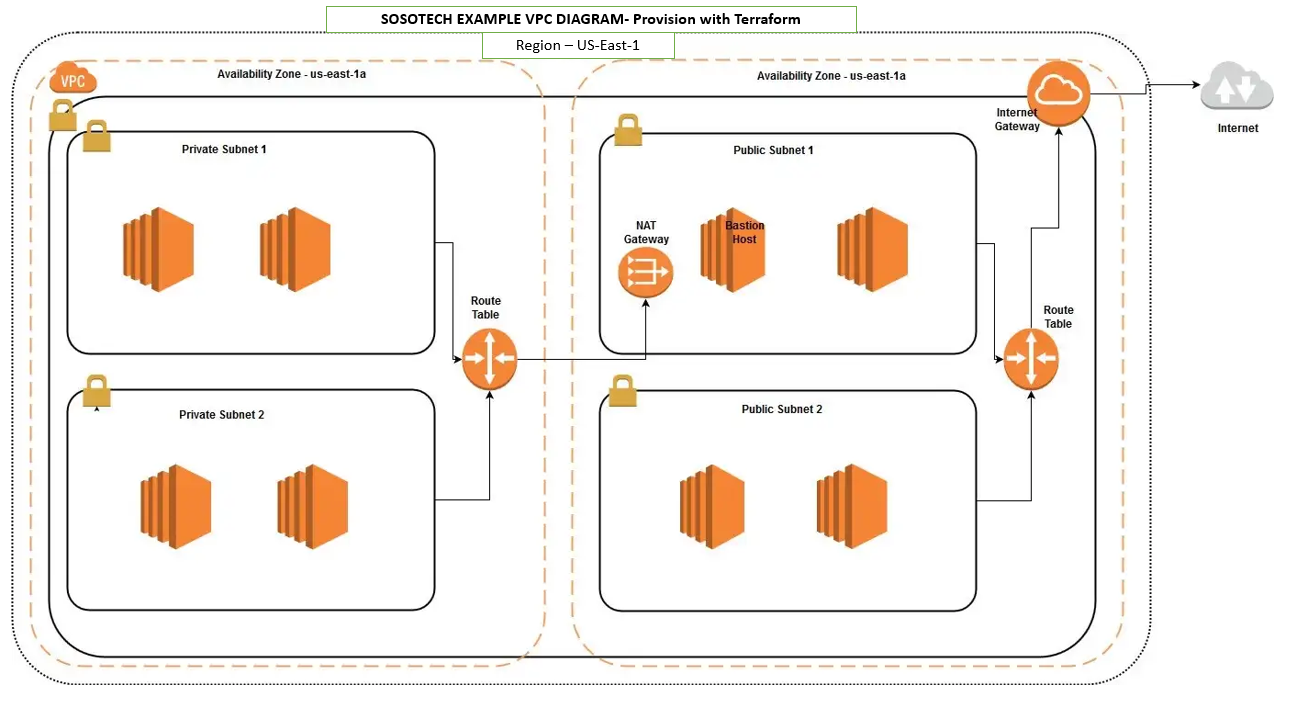 SOSOTECH EXAMPLE VPC DIAGRAM- Provision with Terraform
Region – US-East-1
Availability Zone - us-east-1a
Availability Zone - us-east-1a
VPC
Internet
Gateway
Internet
Private Subnet 1
Public Subnet 1
NAT
Gateway
Bastion
Host
Route
Table
Route
Table
Private Subnet 2
Public Subnet 2